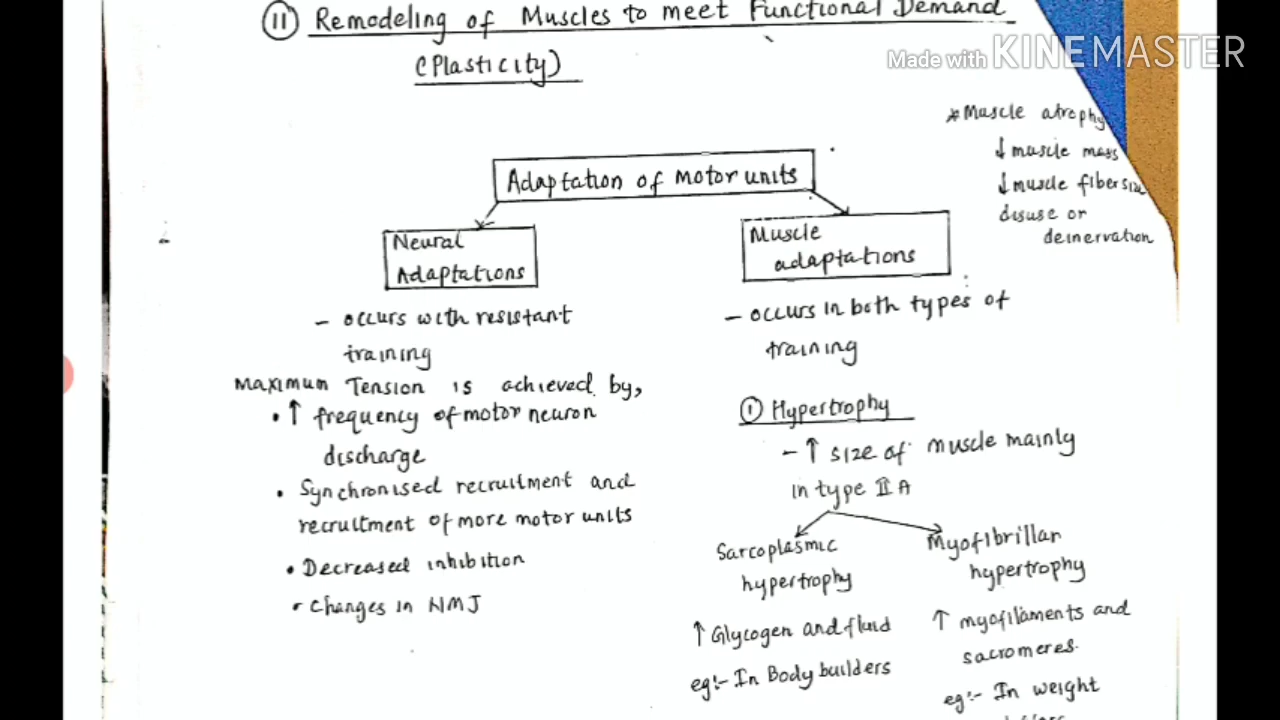 11 Remodeling of Muscles to meet Functional Demand
(Plasticity)
Made with KINEMASTER
*Muscle atrophy
↓ muscle mass
↓ muscle fiber size
disuse or
deinervation
Adaptation of motor units
Neural
Adaptations
- occurs with resistant
training
Maximum Tension is achieved by,
• ↑ frequency of motor neuron
discharge
• Synchronised recruitment and
recruitment of more motor units
• Decreased inhibition
• Changes in NMJ
Muscle
adaptations
- occurs in both types of
training
① Hypertrophy
- ↑ size of muscle mainly
in type II A
Sarcoplasmic
hypertrophy
↑ Glycogen and fluid
eg:- In Body builders
Myofibrillar
hypertrophy
↑ myofilaments and
sacromeres.
eg:- In weight